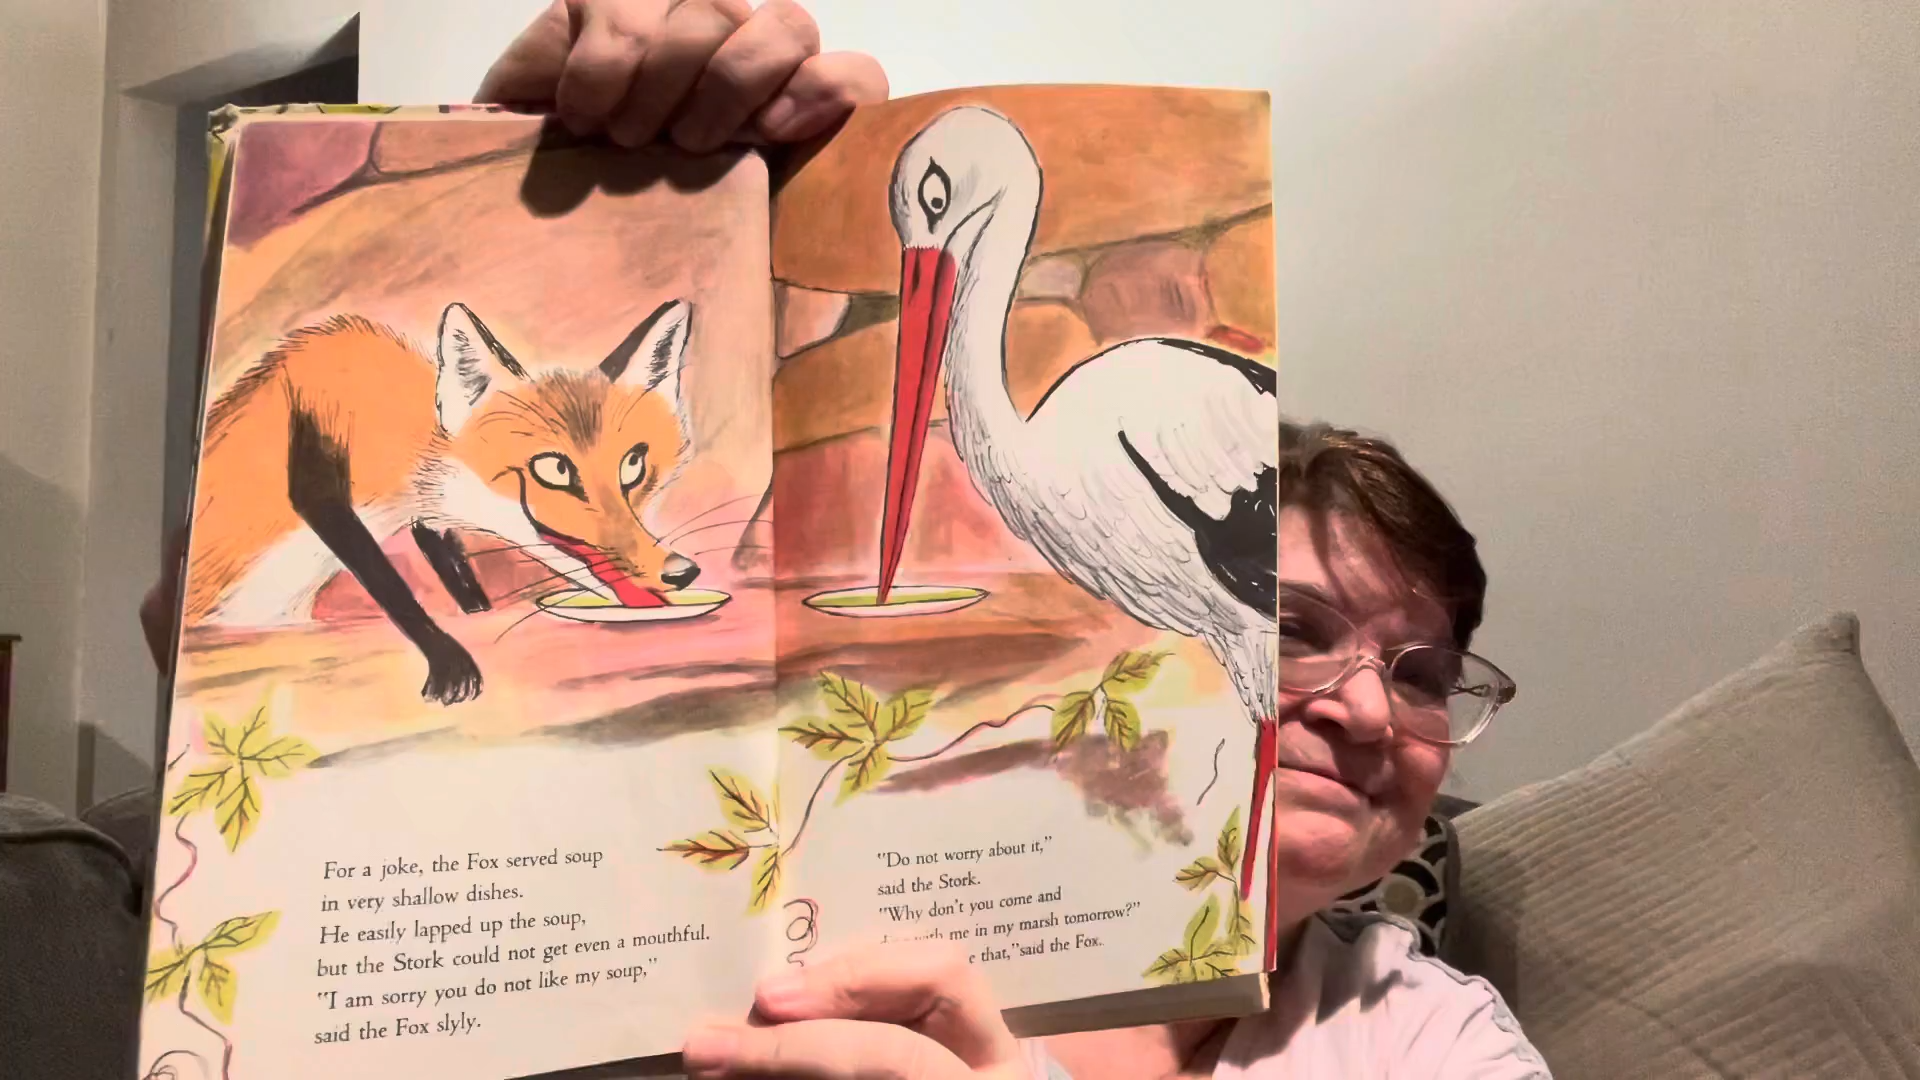 For a joke, the Fox served soup
in very shallow dishes.
He easily lapped up the soup,
but the Stork could not get even a mouthful.
"I am sorry you do not like my soup,"
said the Fox slyly.
"Do not worry about it,"
said the Stork.
"Why don't you come and
me in my marsh tomorrow?"
that," said the Fox.